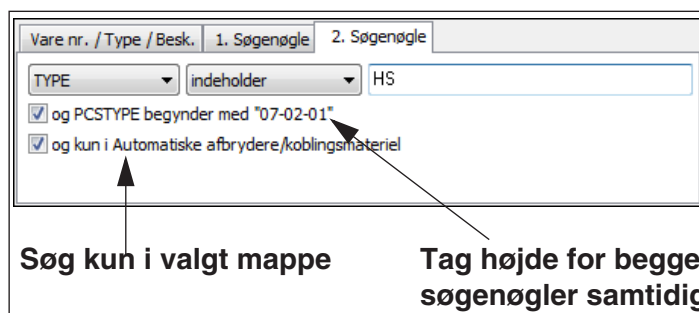 Vare nr. / Type / Besk. 1. Søgenøgle 2. Søgenøgle
TYPE indeholder HS
og PCSTYPE begynder med "07-02-01"
og kun i Automatiske afbrydere/koblingsmateriel
Søg kun i valgt mappe
Tag højde for begge
søgenøgler samtidig